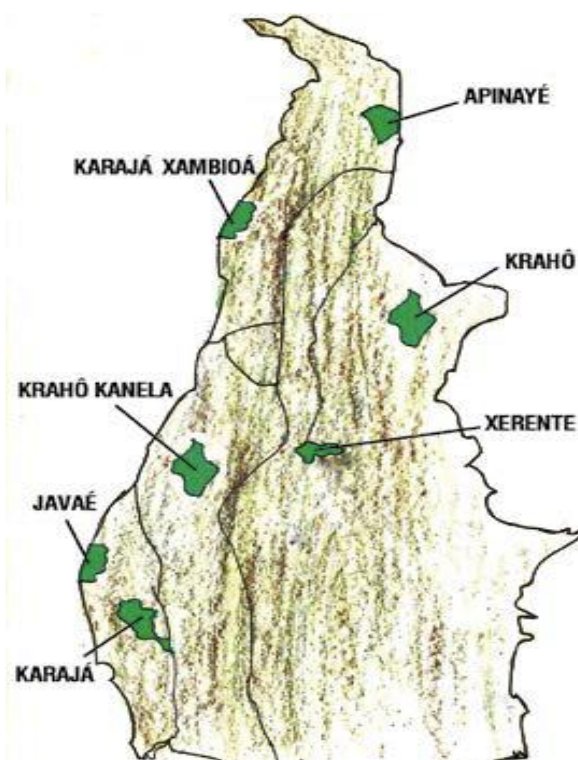 APINAYÉ
KARAJÁ XAMBIOÁ
KRAHÔ
KRAHÔ KANELA
XERENTE
JAVAÉ
KARAJÁ